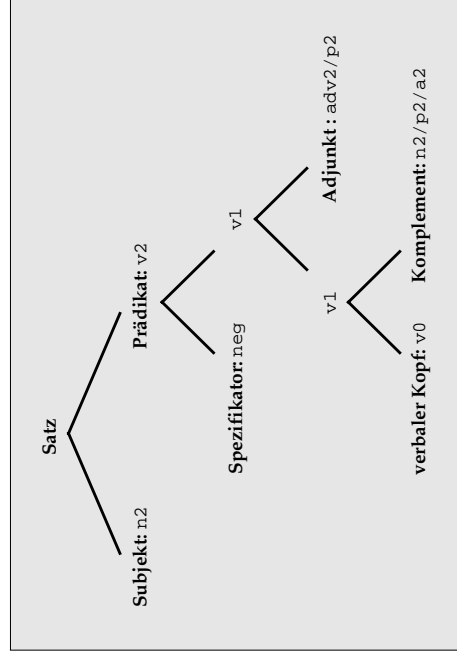 Satz
Subjekt: n2
Prädikat: v2
Spezifikator: neg
v1
v1
Adjunkt : adv2/p2
verbaler Kopf: v0
Komplement: n2/p2/a2